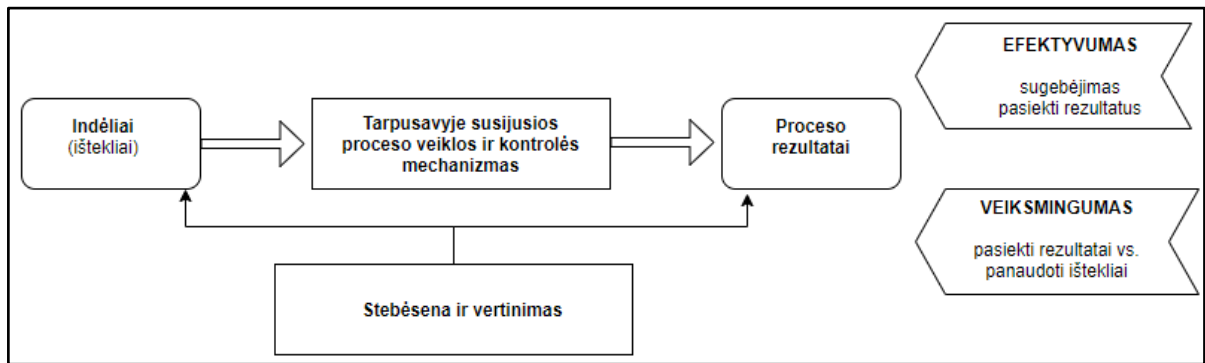 Indėliai
(ištekliai)
Tarpusavyje susijusios
proceso veiklos ir kontrolės
mechanizmas
Proceso
rezultatai
EFEKTYVUMAS
sugebėjimas
pasiekti rezultatus
VEIKSMINGUMAS
pasiekti rezultatai vs.
panaudoti ištekliai
Stebėsena ir vertinimas